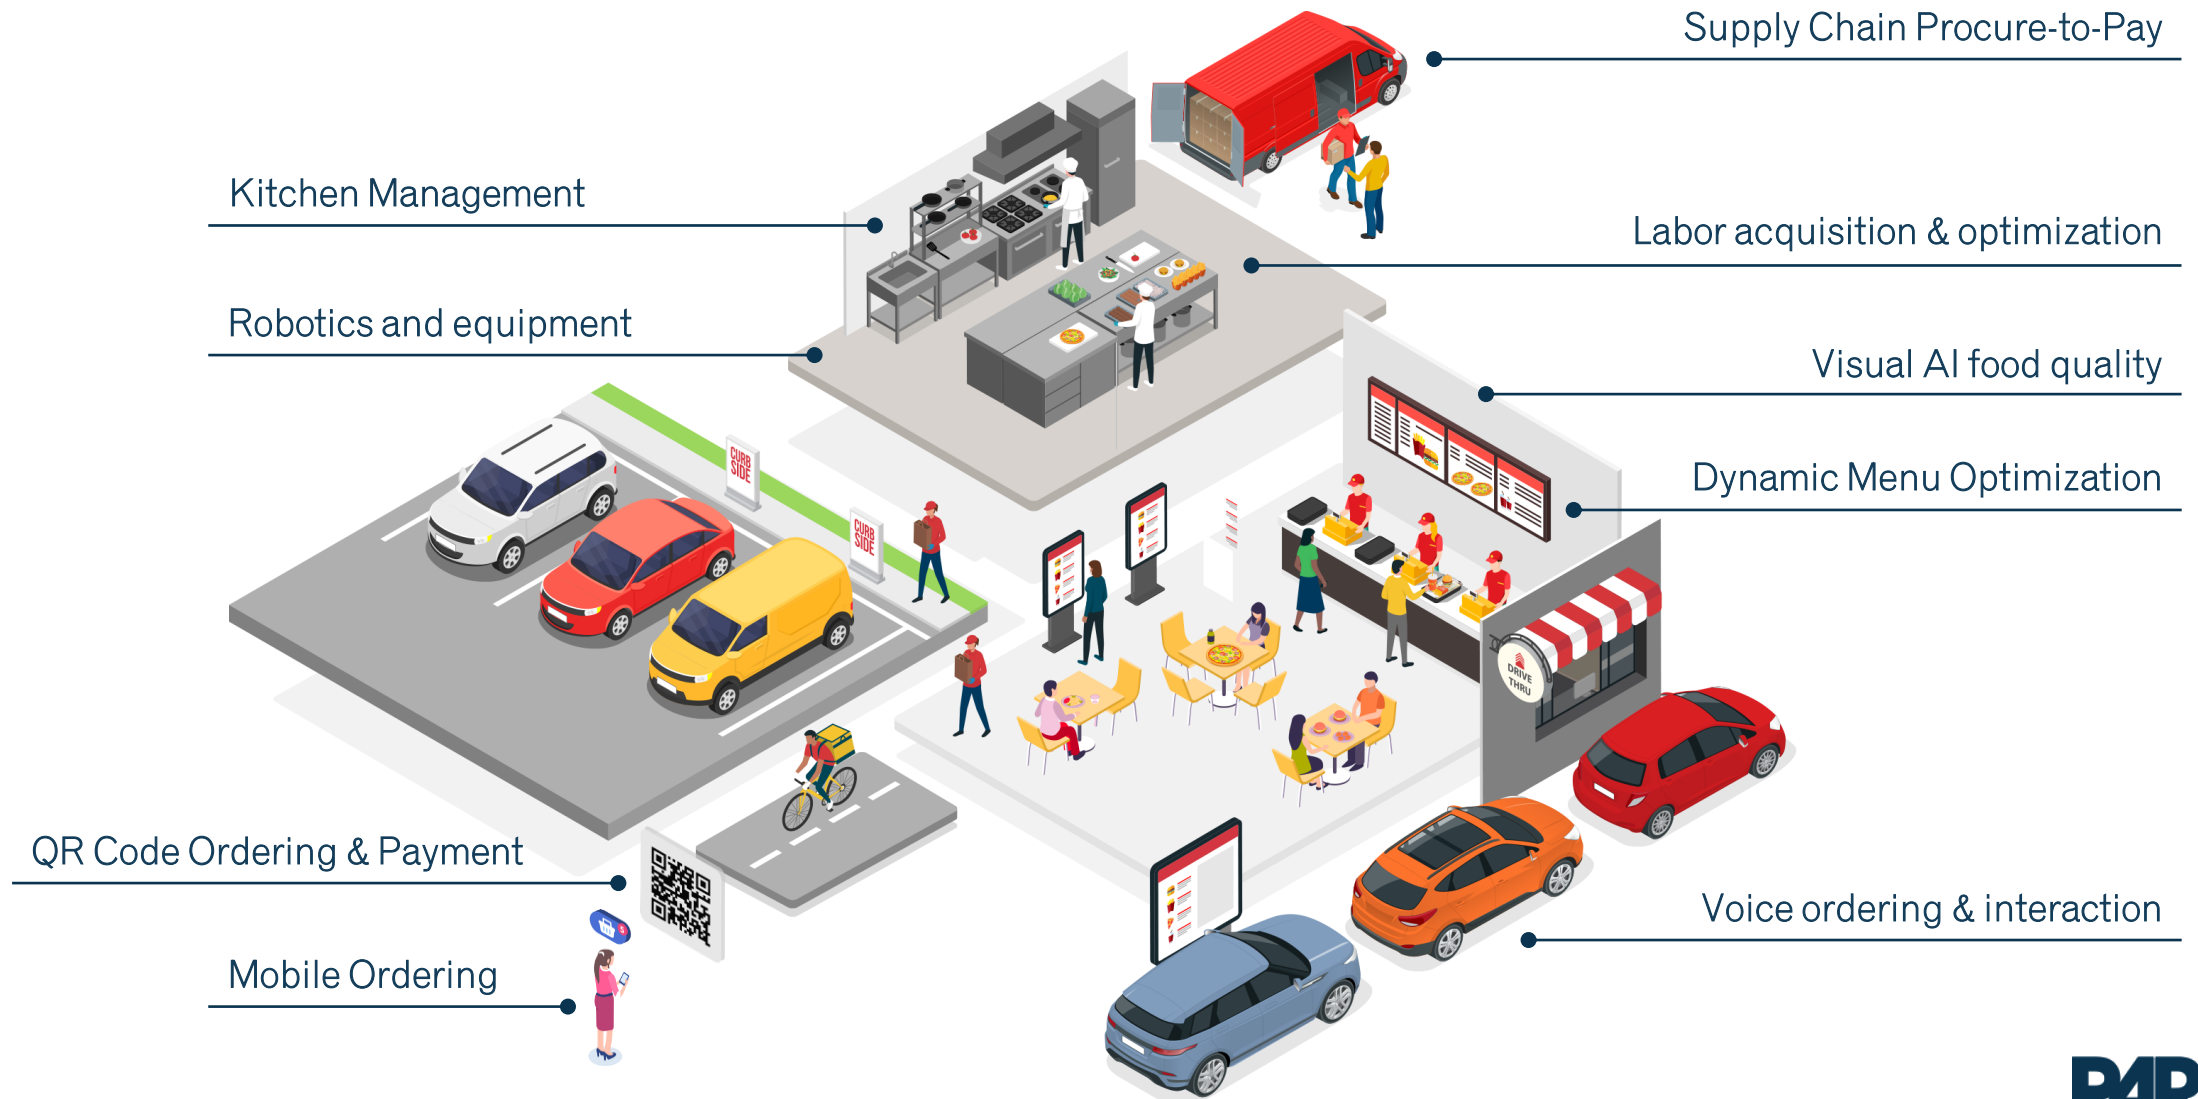 Supply Chain Procure-to-Pay
Kitchen Management
Labor acquisition & optimization
Robotics and equipment
Visual AI food quality
Dynamic Menu Optimization
CURB
SIDE
CURB
SIDE
DRIVE
THRU
QR Code Ordering & Payment
Voice ordering & interaction
Mobile Ordering